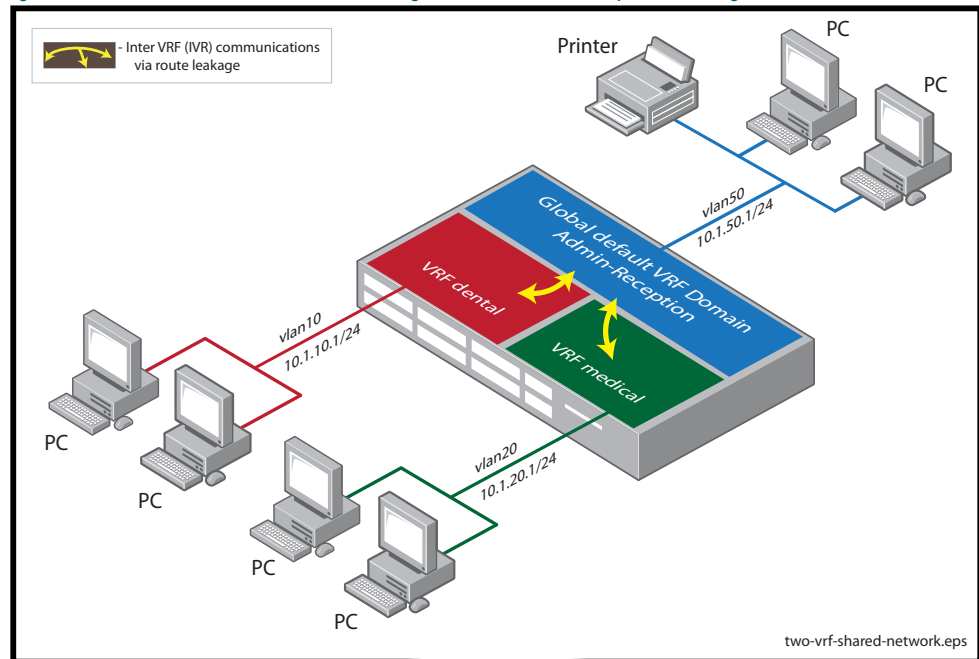 - Inter VRF (IVR) communications
via route leakage
Printer
PC
PC
vlan50
10.1.50.1/24
Global default VRF Domain
Admin-Reception
VRF dental
VRF medical
vlan10
10.1.10.1/24
PC
PC
vlan20
10.1.20.1/24
PC
PC
two-vrf-shared-network.eps